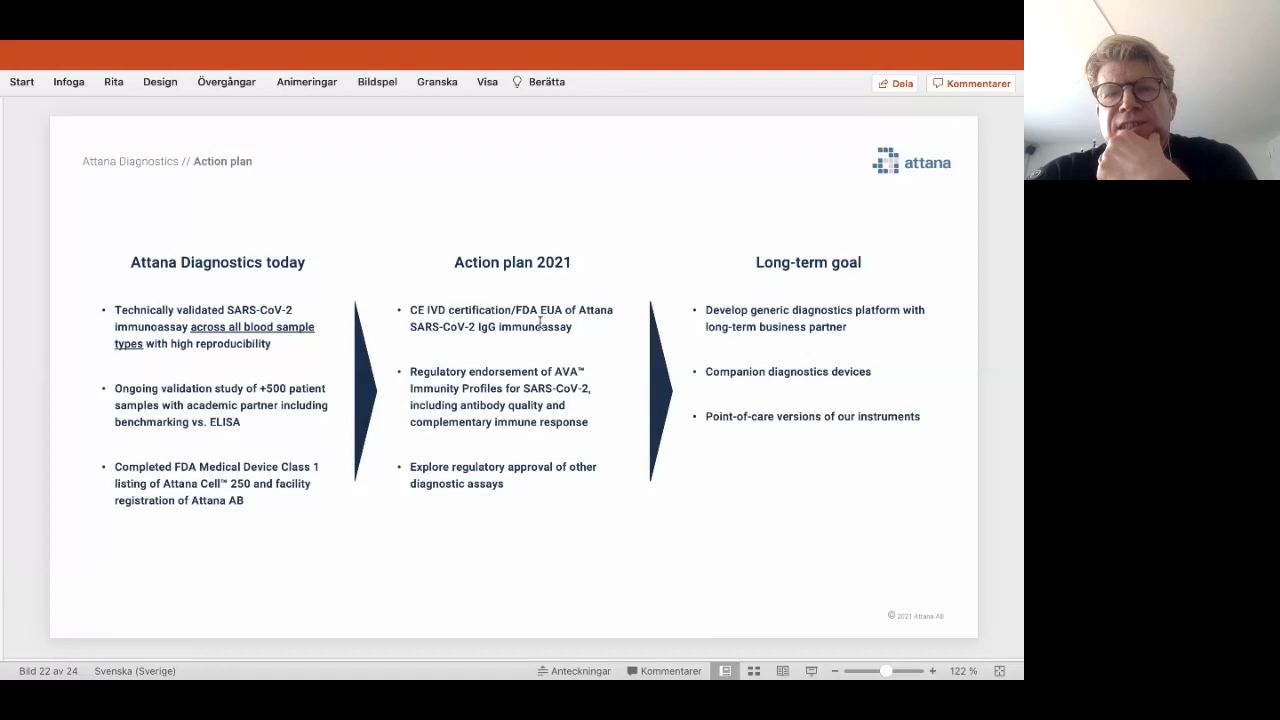 Start Infoga Rita Design Övergångar Animeringar Bildspel Granska Visa Berätta Dela Kommentarer
Attana Diagnostics // Action plan
attana
Attana Diagnostics today
• Technically validated SARS-CoV-2
immunoassay across all blood sample
types with high reproducibility
• Ongoing validation study of +500 patient
samples with academic partner including
benchmarking vs. ELISA
• Completed FDA Medical Device Class 1
listing of Attana Cell™ 250 and facility
registration of Attana AB
Action plan 2021
• CE IVD certification/FDA EUA of Attana
SARS-CoV-2 IgG immunoassay
• Regulatory endorsement of AVA™
Immunity Profiles for SARS-CoV-2,
including antibody quality and
complementary immune response
• Explore regulatory approval of other
diagnostic assays
Long-term goal
• Develop generic diagnostics platform with
long-term business partner
• Companion diagnostics devices
• Point-of-care versions of our instruments
© 2021 Attana AB
Bild 22 av 24 Svenska (Sverige) Anteckningar Kommentarer 122 %